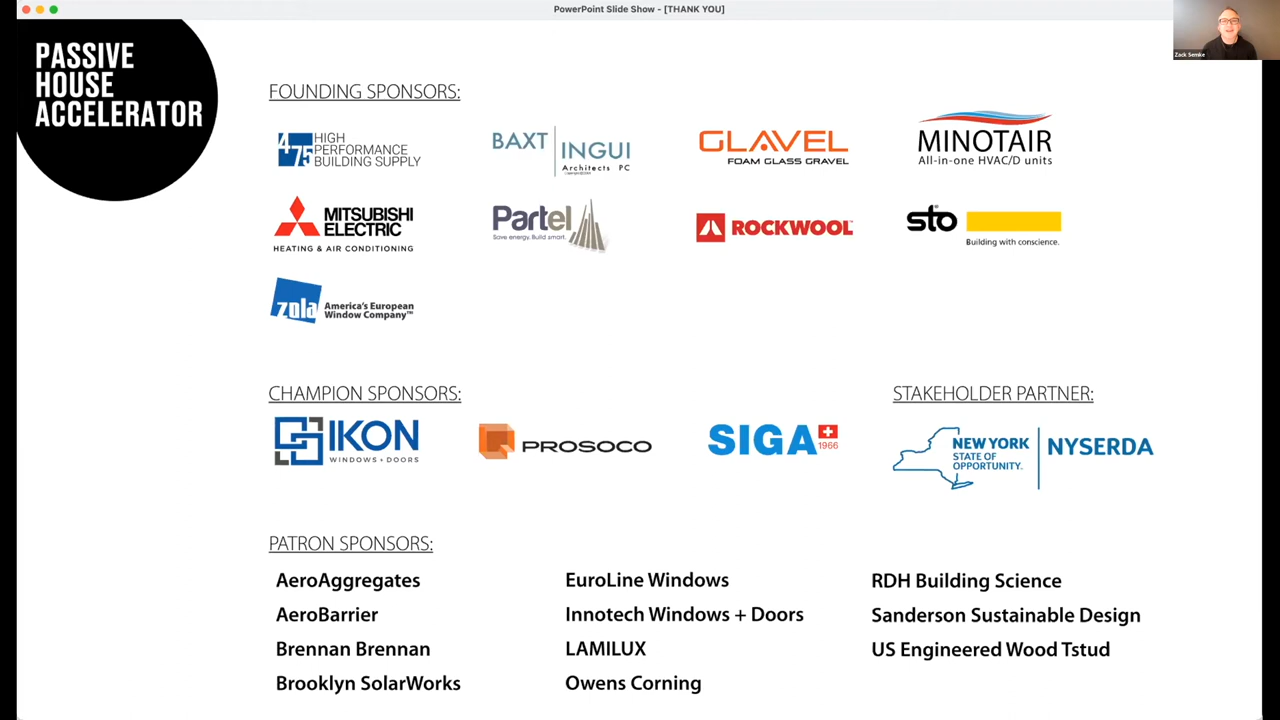 PowerPoint Slide Show - [THANK YOU]
Zack Semke
PASSIVE
HOUSE
ACCELERATOR
FOUNDING SPONSORS:
475 HIGH
PERFORMANCE
BUILDING SUPPLY
BAXT INGUI
Architects PC
GLAVEL
FOAM GLASS GRAVEL
MINOTAIR
All-in-one HVAC/D units
MITSUBISHI
ELECTRIC
HEATING & AIR CONDITIONING
Partel
Save energy. Build smart.
ROCKWOOL™
sto®
Building with conscience.
zola America's European
Window Company™
CHAMPION SPONSORS:
IKON
WINDOWS + DOORS
PROSOCO
SIGA
1966
STAKEHOLDER PARTNER:
NEW YORK
STATE OF
OPPORTUNITY.
NYSERDA
PATRON SPONSORS:
AeroAggregates
AeroBarrier
Brennan Brennan
Brooklyn SolarWorks
EuroLine Windows
Innotech Windows + Doors
LAMILUX
Owens Corning
RDH Building Science
Sanderson Sustainable Design
US Engineered Wood Tstud